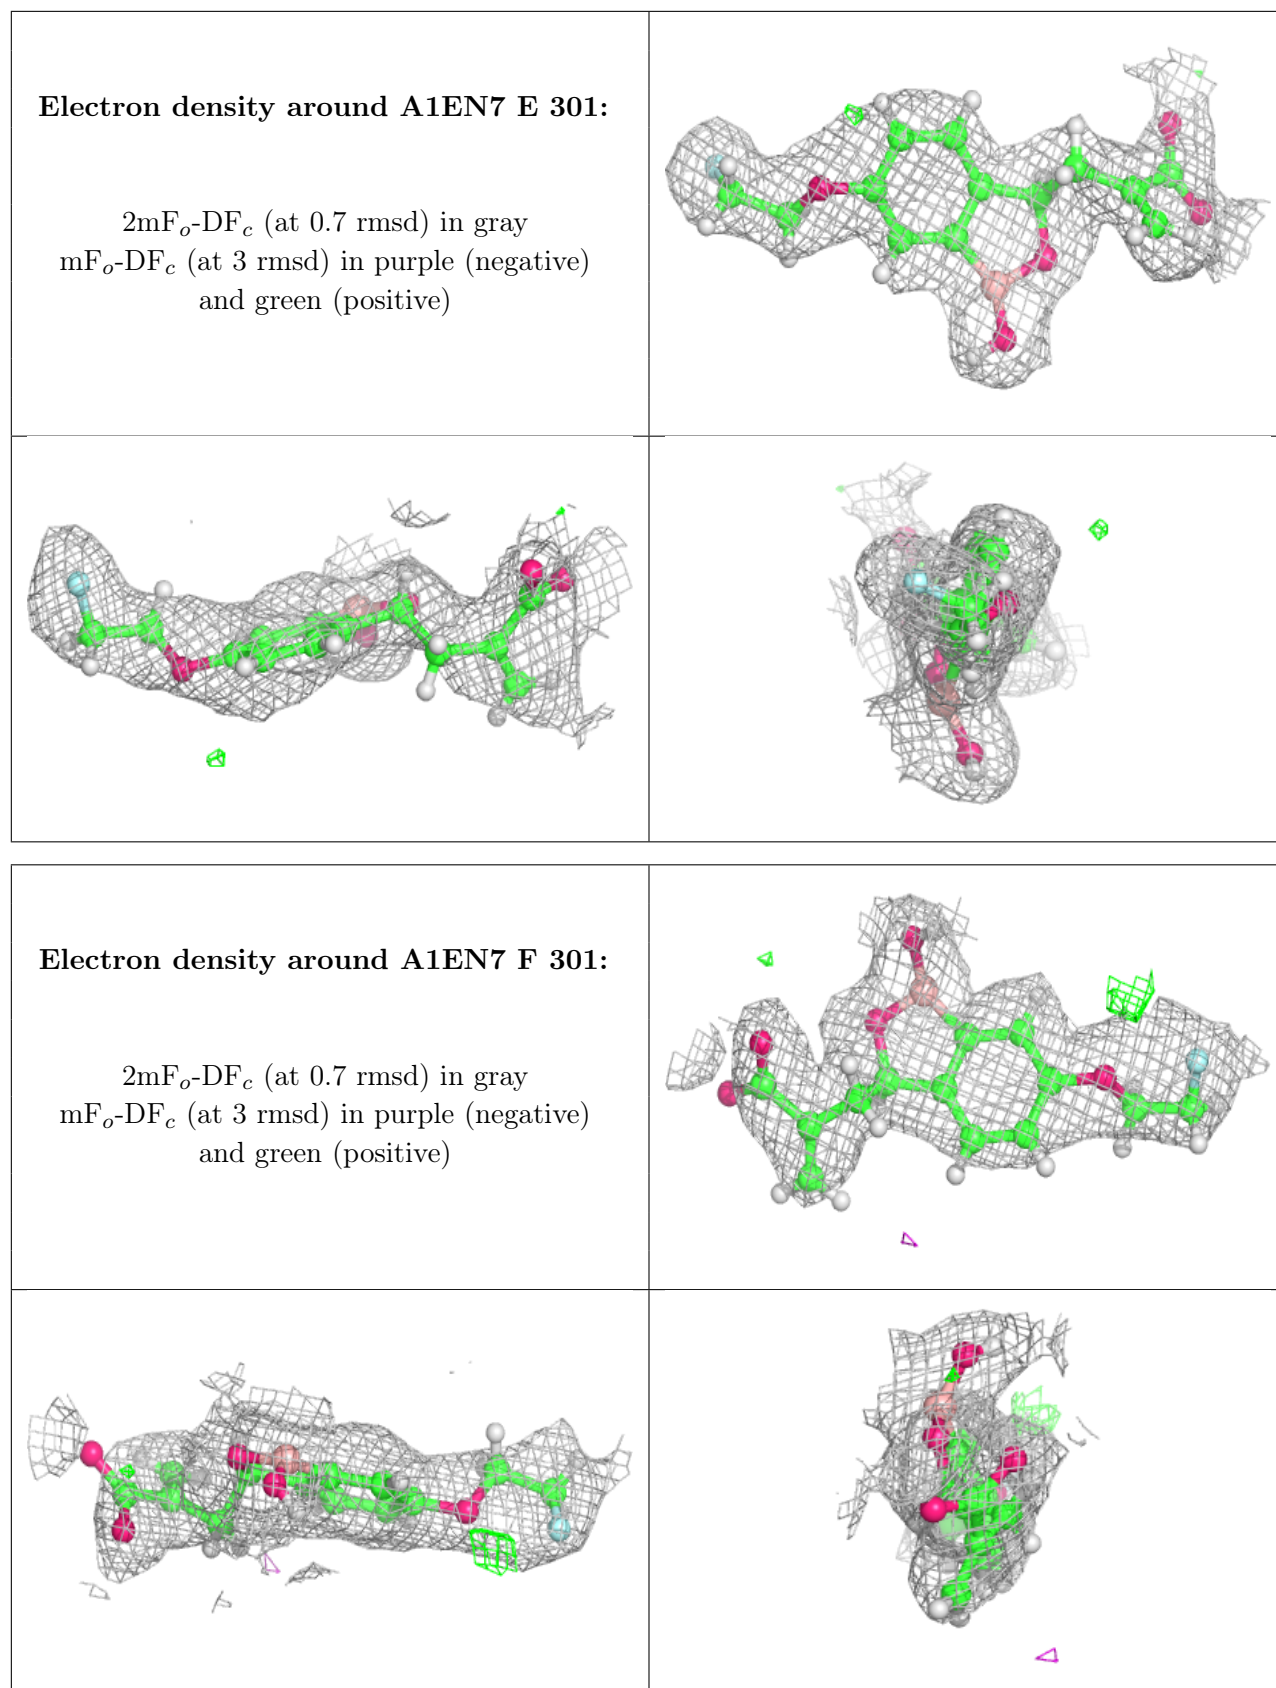 Electron density around A1EN7 E 301:
2mFo-DFc (at 0.7 rmsd) in gray
mFo-DFc (at 3 rmsd) in purple (negative)
and green (positive)
Electron density around A1EN7 F 301:
2mFo-DFc (at 0.7 rmsd) in gray
mFo-DFc (at 3 rmsd) in purple (negative)
and green (positive)